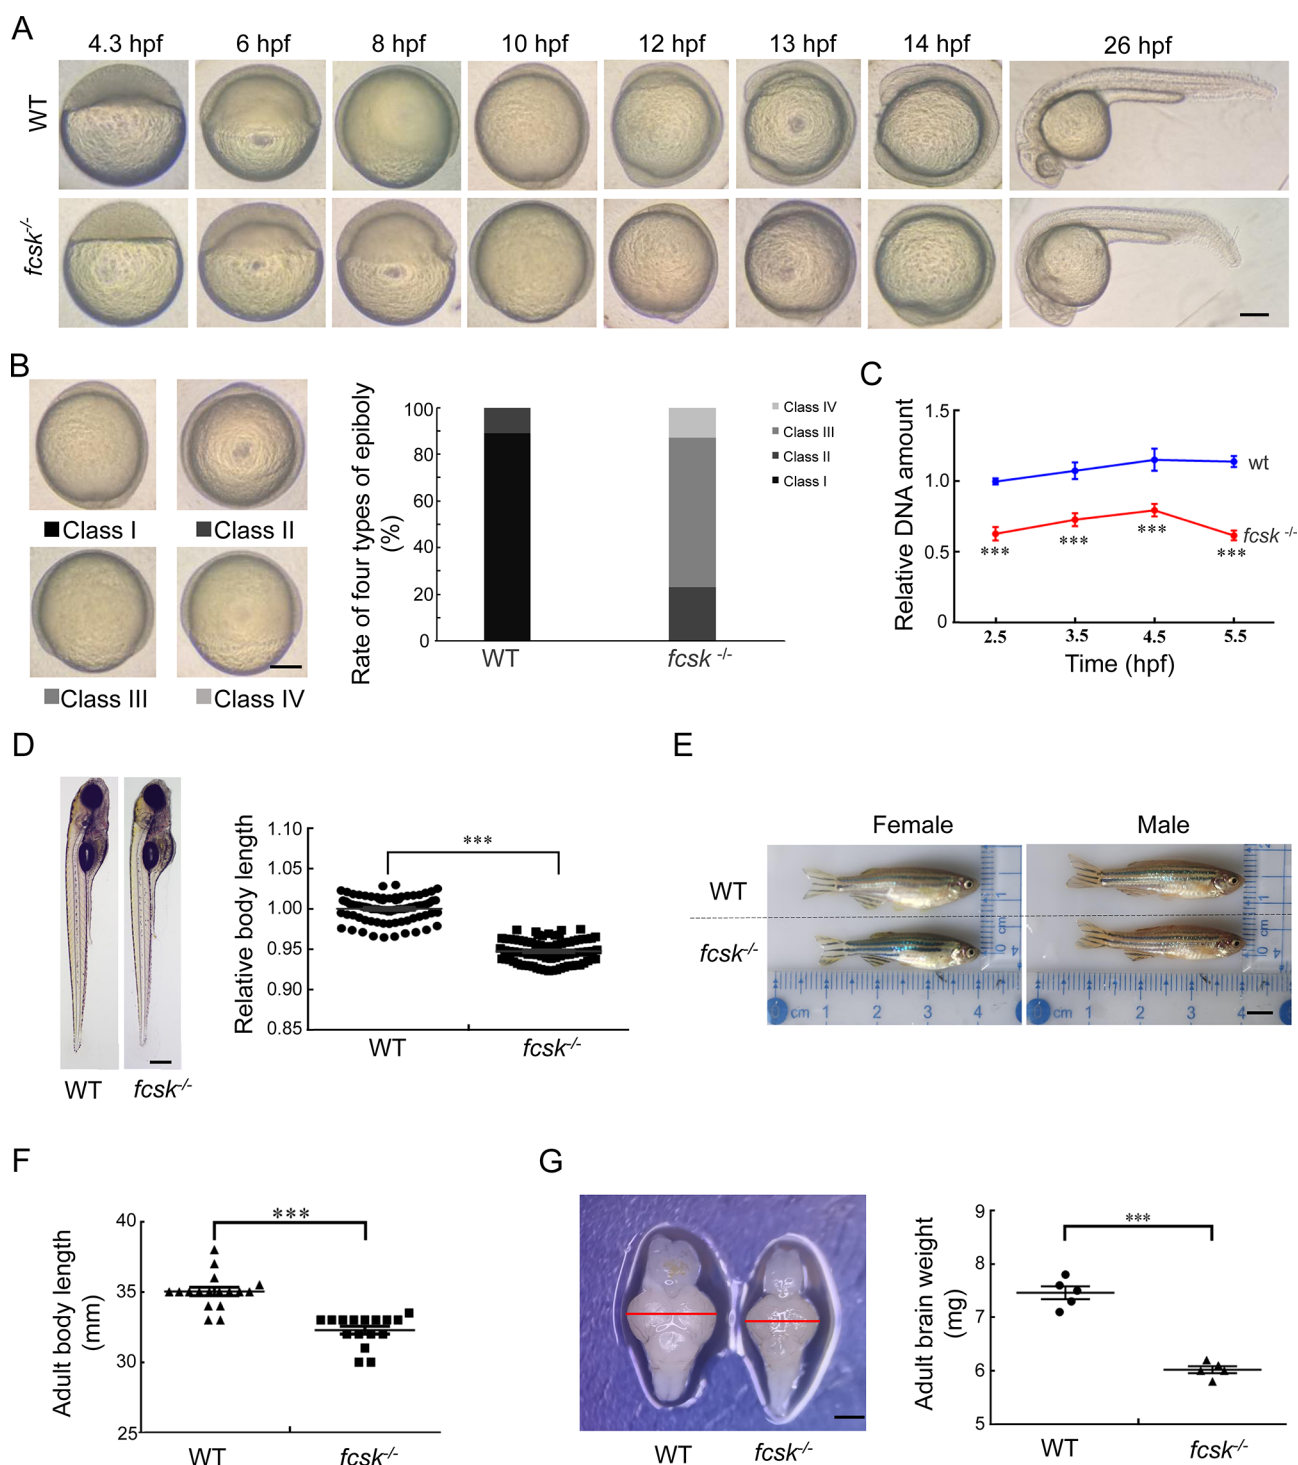 A
4.3 hpf 6 hpf 8 hpf 10 hpf 12 hpf 13 hpf 14 hpf 26 hpf
WT
fcsk-/-
B
Class I
Class II
Class III
Class IV
Rate of four types of epiboly
(%)
100
80
60
40
20
0
WT
fcsk -/-
Class IV
Class III
Class II
Class I
C
Relative DNA amount
1.5
1.0
0.5
0
wt
fcsk -/-
*** *** *** ***
2.5 3.5 4.5 5.5
Time (hpf)
D
WT
fcsk-/-
Relative body length
1.10
1.05
1.00
0.95
0.90
0.85
***
WT
fcsk-/-
E
Female Male
WT
fcsk-/-
0 cm 1 2 3 4
0 cm 1 2 3 4
F
Adult body length
(mm)
40
35
30
25
***
WT
fcsk-/-
G
WT
fcsk-/-
Adult brain weight
(mg)
9
8
7
6
5
***
WT
fcsk-/-